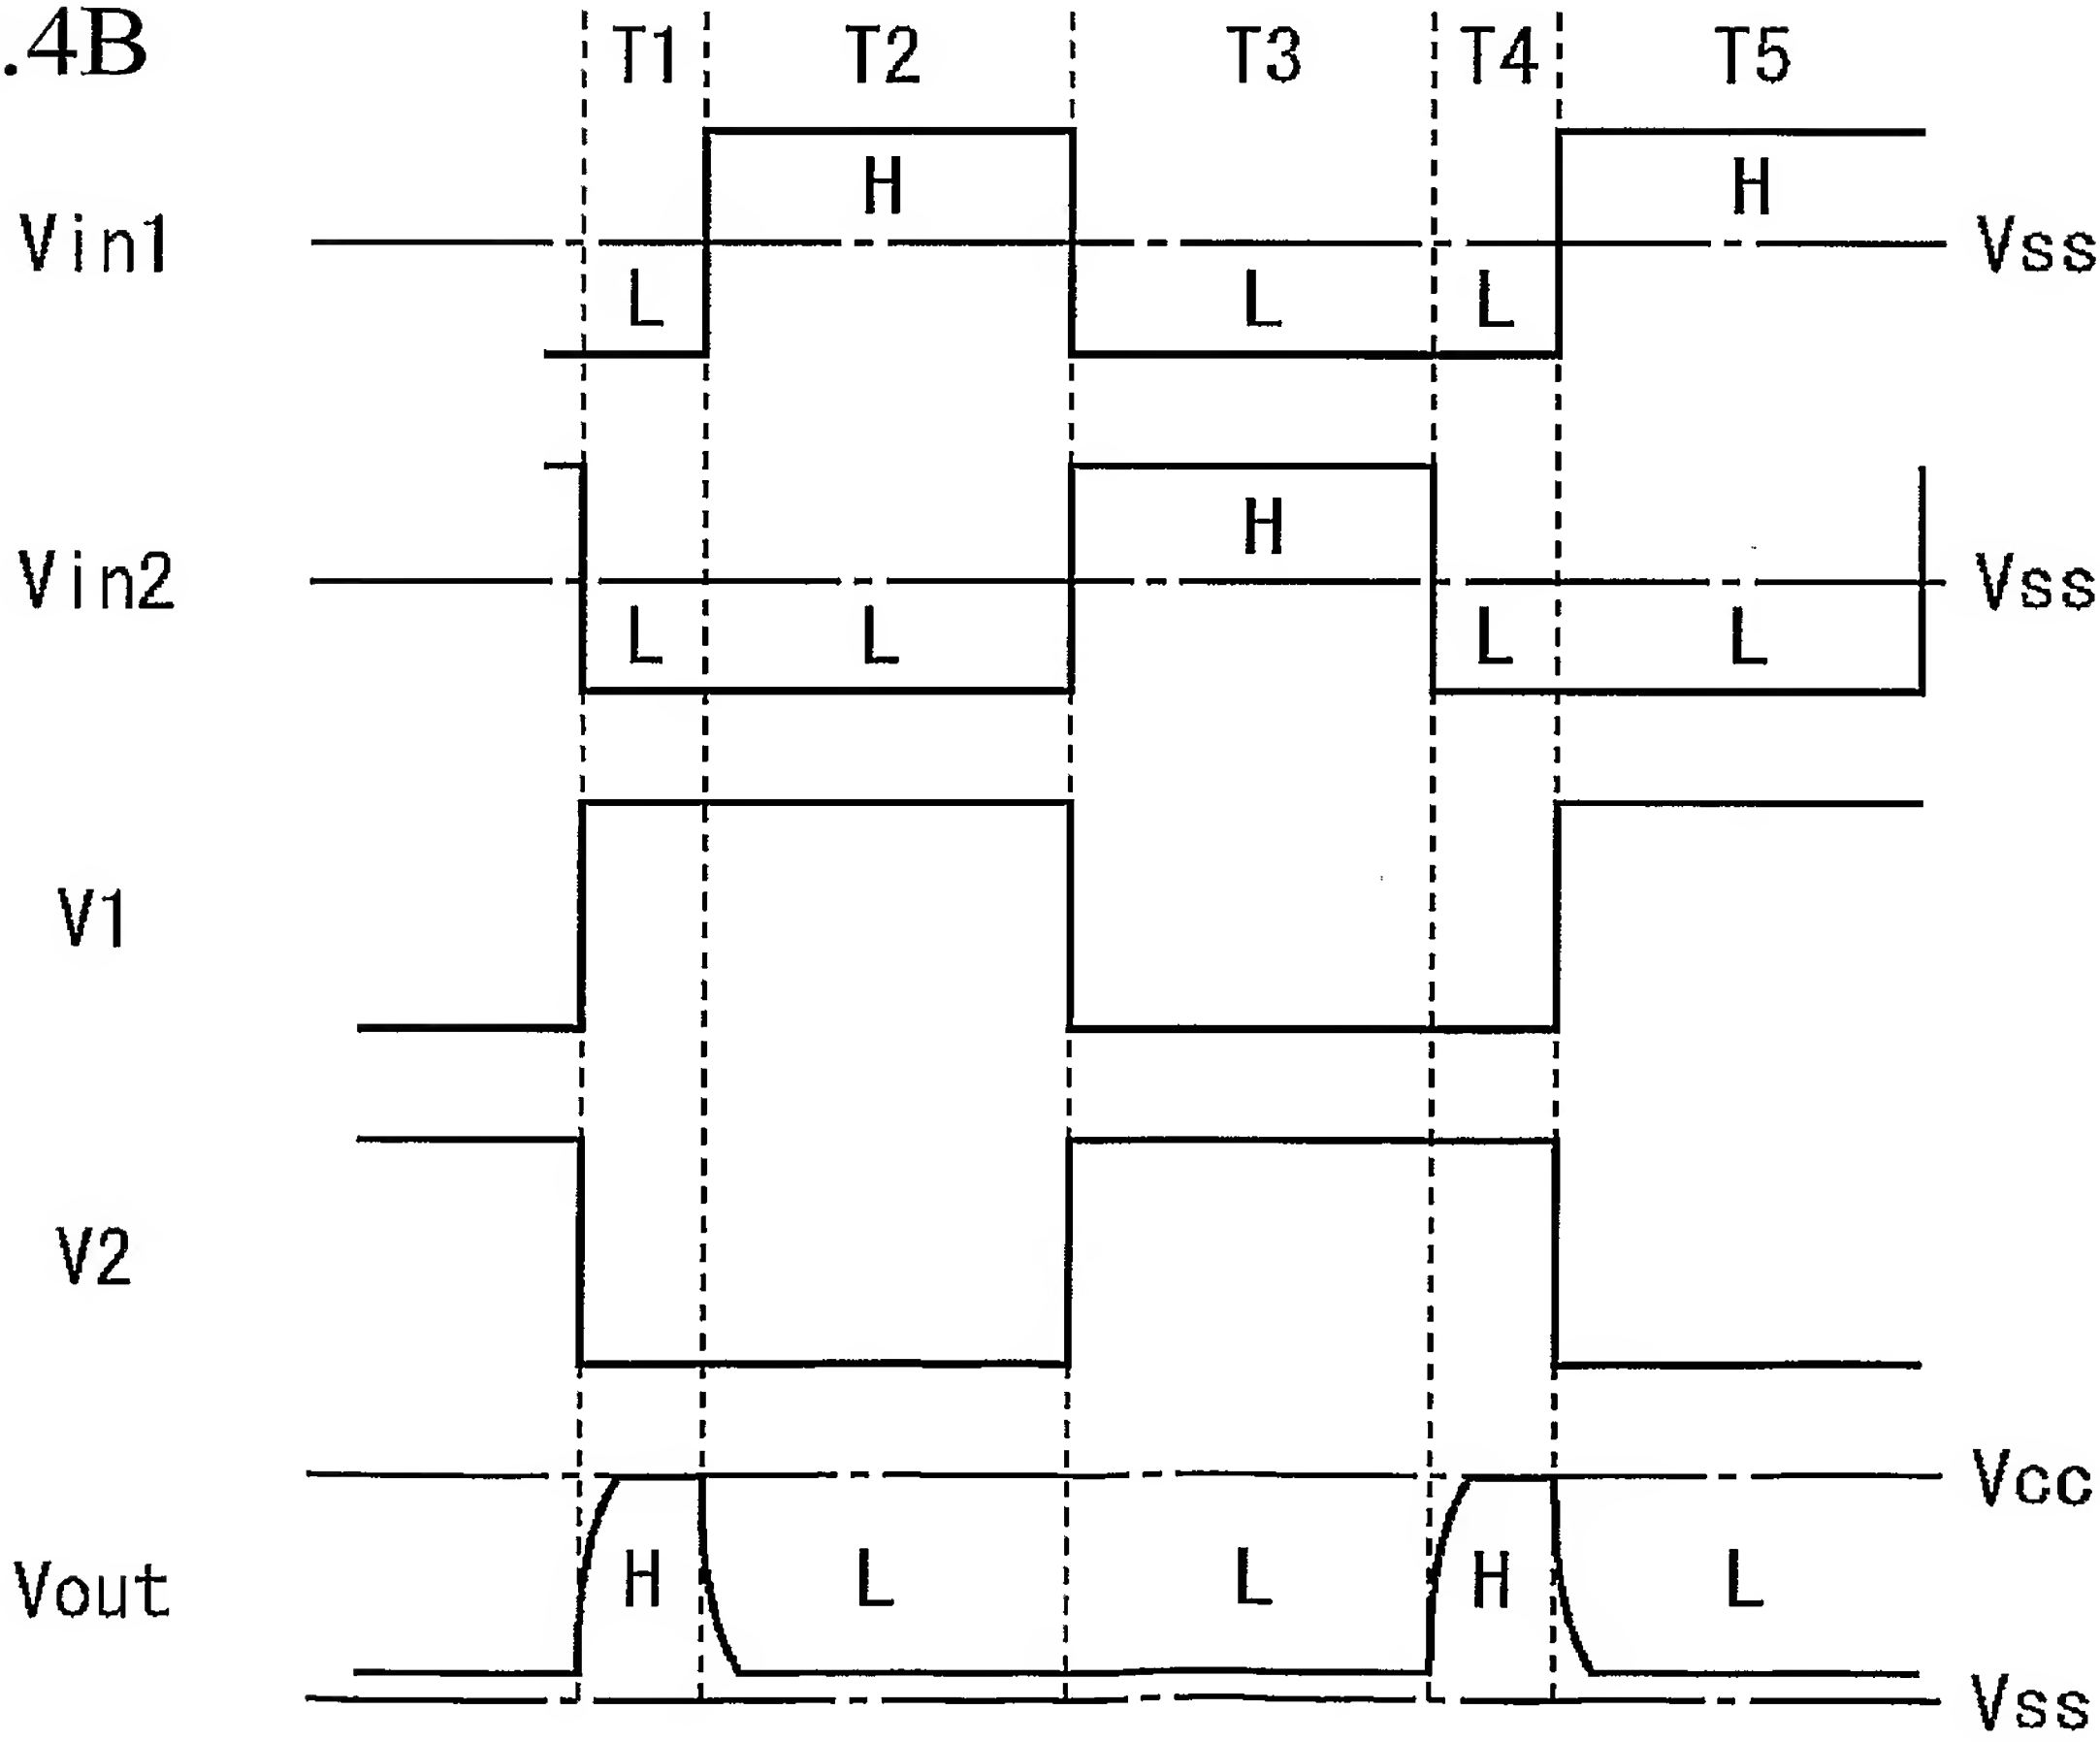 .4B
T1 T2 T3 T4 T5
H H
Vin1 Vss
L L L
H
Vin2 Vss
L L L L
V1
V2
Vcc
Vout H L L H L
Vss